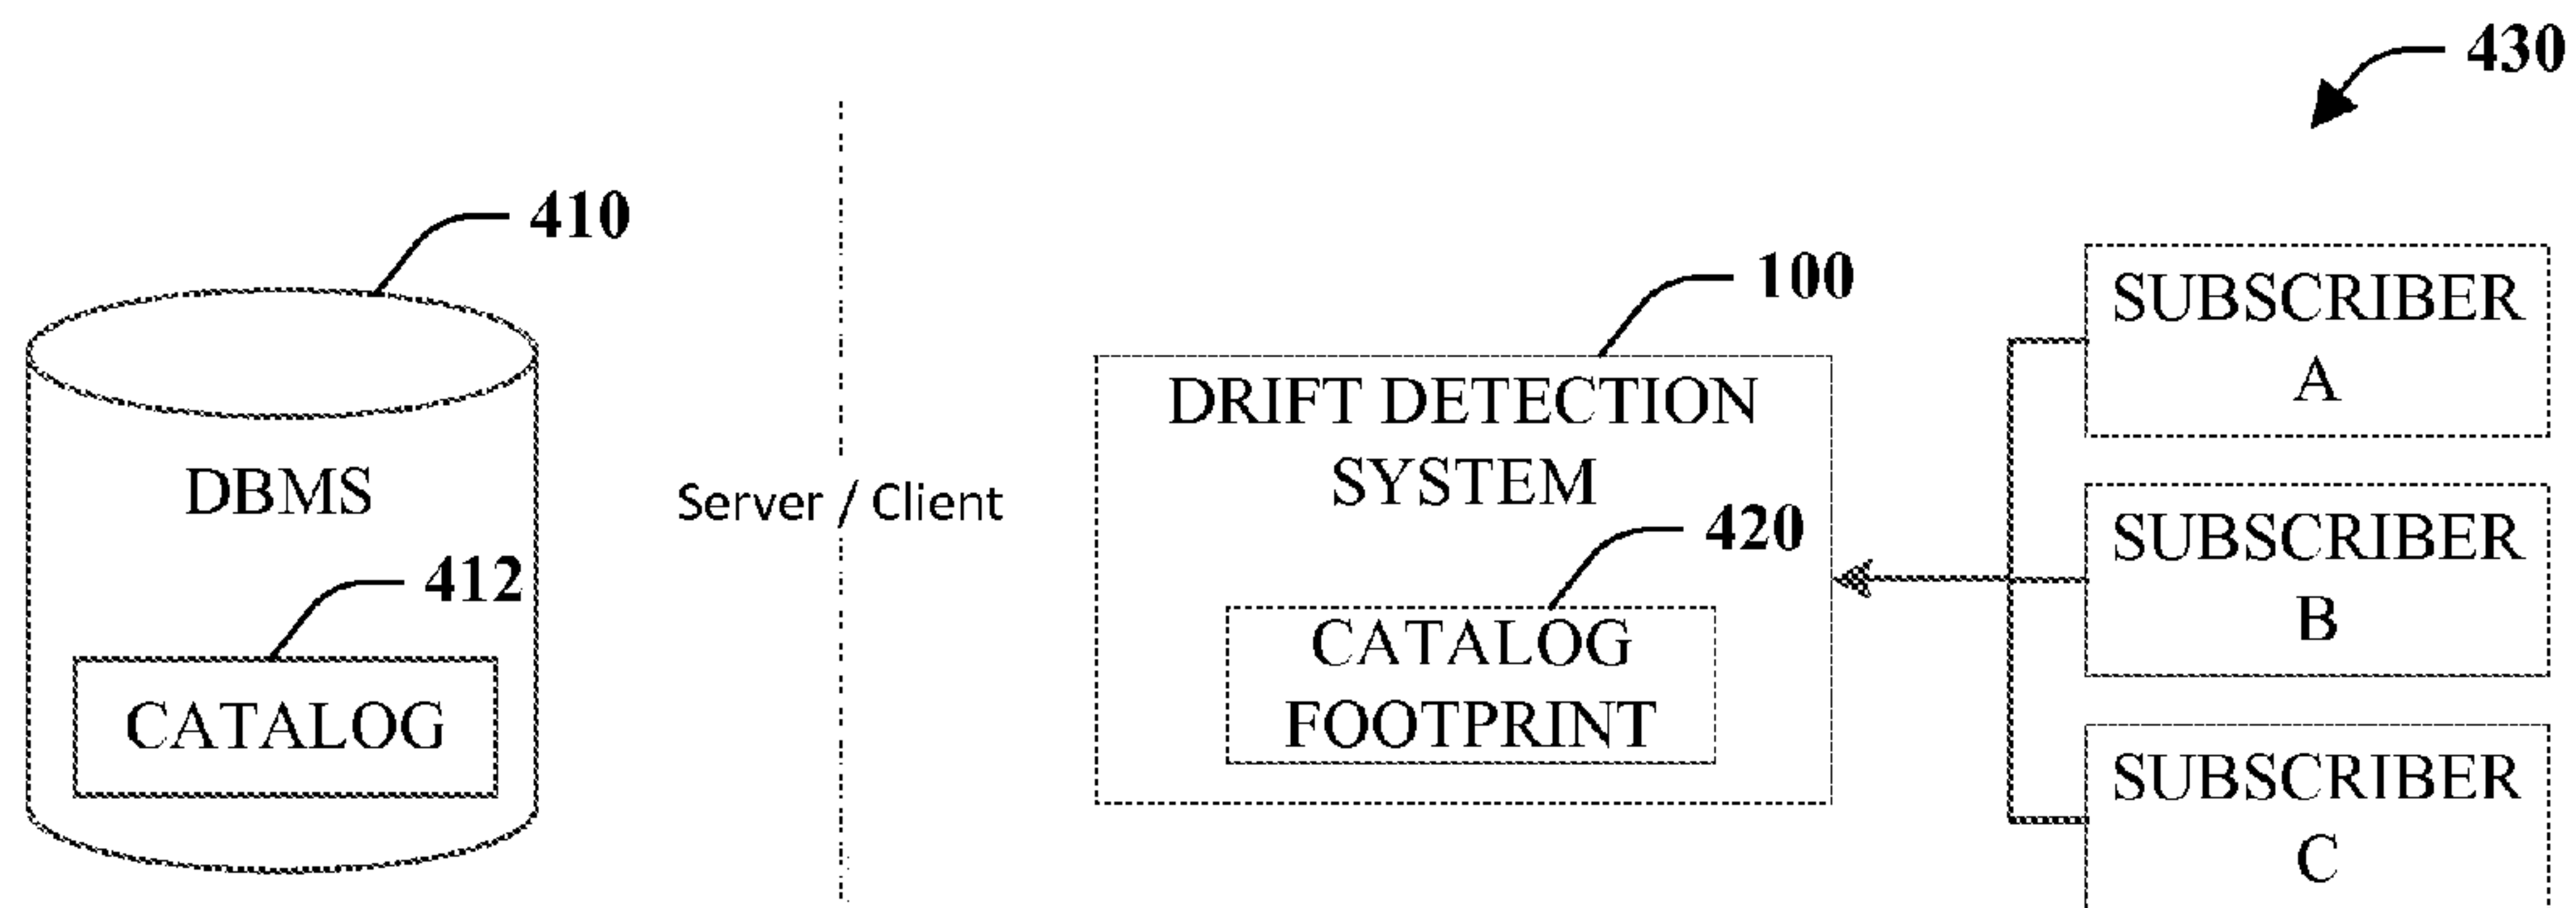 430
410
100
SUBSCRIBER
A
DRIFT DETECTION
SYSTEM
DBMS
Server / Client
420
SUBSCRIBER
B
412
CATALOG
FOOTPRINT
CATALOG
SUBSCRIBER
C